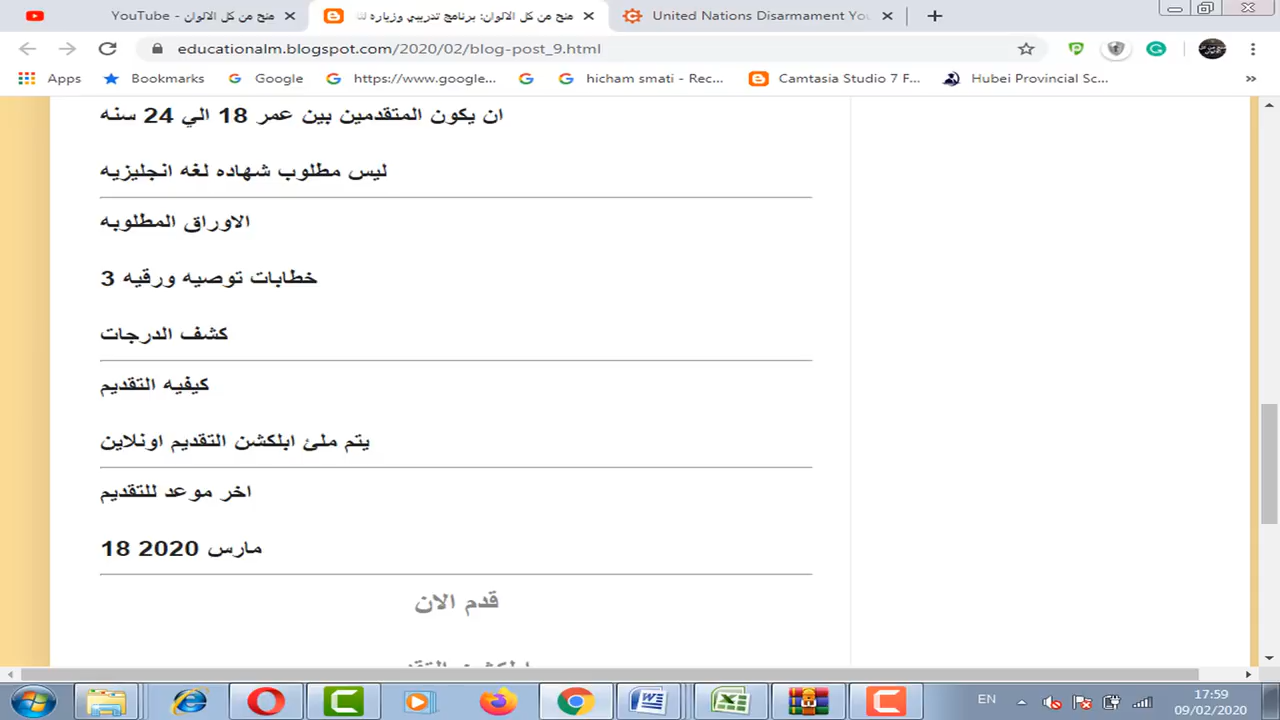 منح من كل الالوان - YouTube
منح من كل الالوان: برنامج تدريبي وزياره لـ
United Nations Disarmament You
educationalm.blogspot.com/2020/02/blog-post_9.html
Apps
Bookmarks
Google
https://www.google...
hicham smati - Rec...
Camtasia Studio 7 F...
Hubei Provincial Sc...
»
ان يكون المتقدمين بين عمر 18 الي 24 سنه
ليس مطلوب شهاده لغه انجليزيه
الاوراق المطلوبه
خطابات توصيه ورقيه 3
كشف الدرجات
كيفيه التقديم
يتم ملئ ابلكشن التقديم اونلاين
اخر موعد للتقديم
18 مارس 2020
قدم الان
EN
17:59
09/02/2020